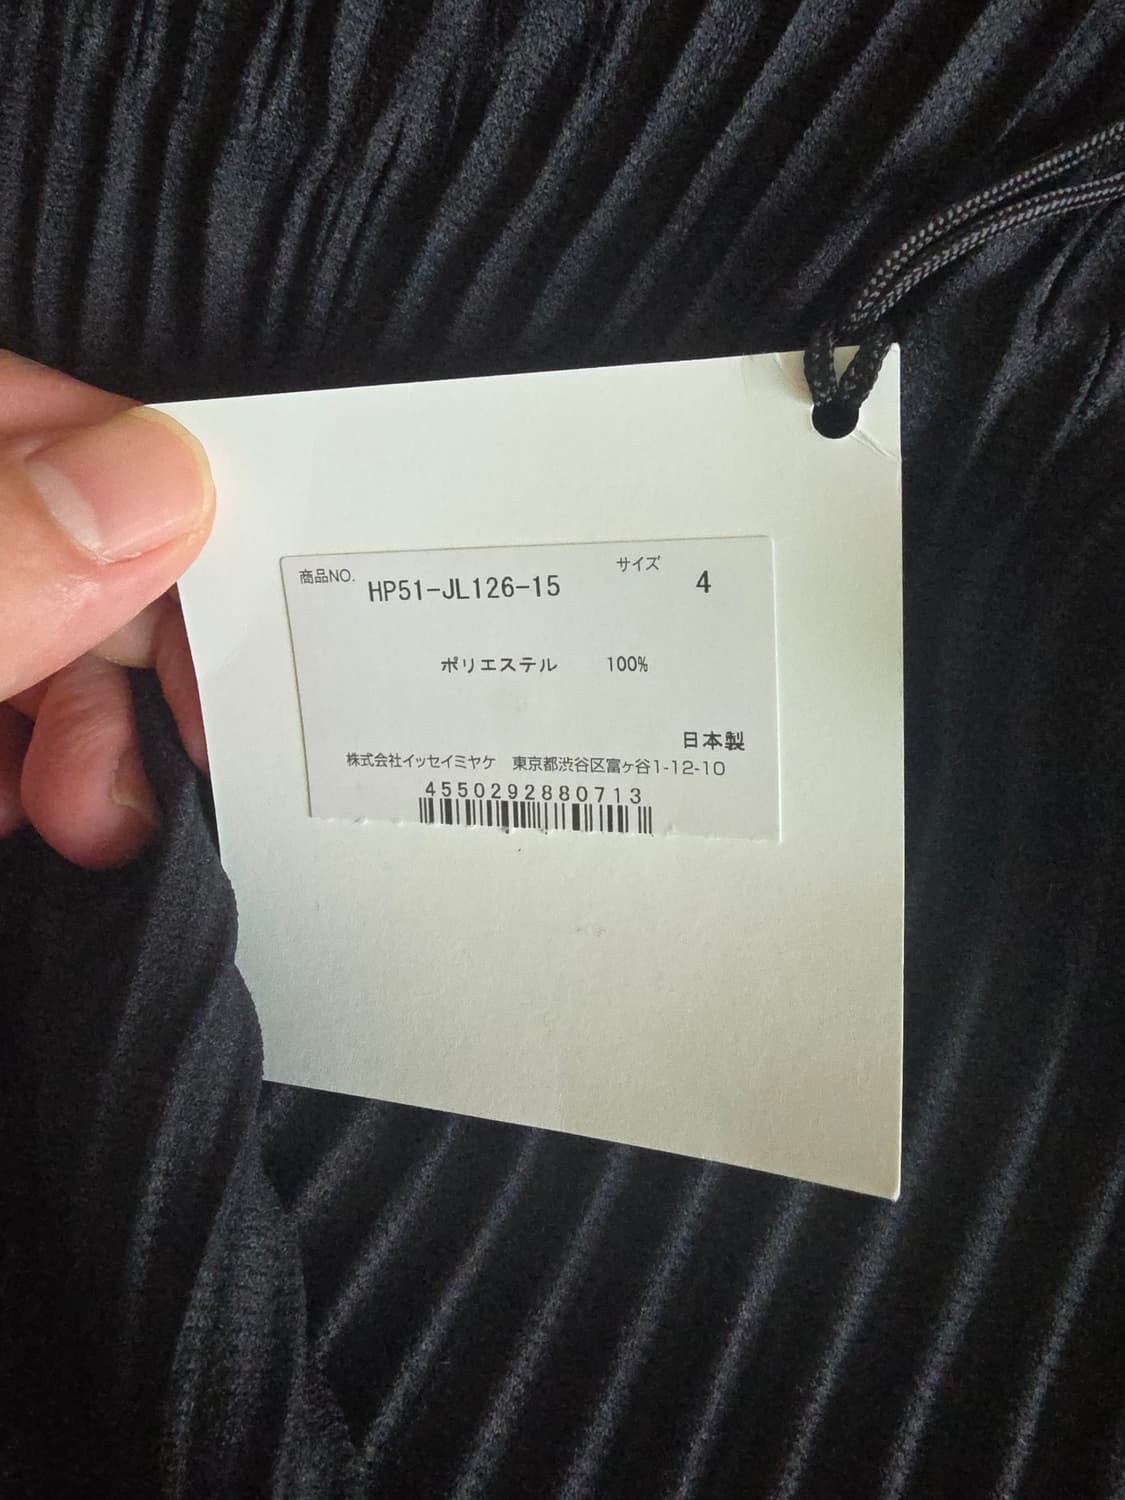 商品NO. HP51-JL126-15 サイズ 4
ポリエステル 100%
日本製
株式会社イッセイミヤケ 東京都渋谷区富ヶ谷1-12-10
4550292880713